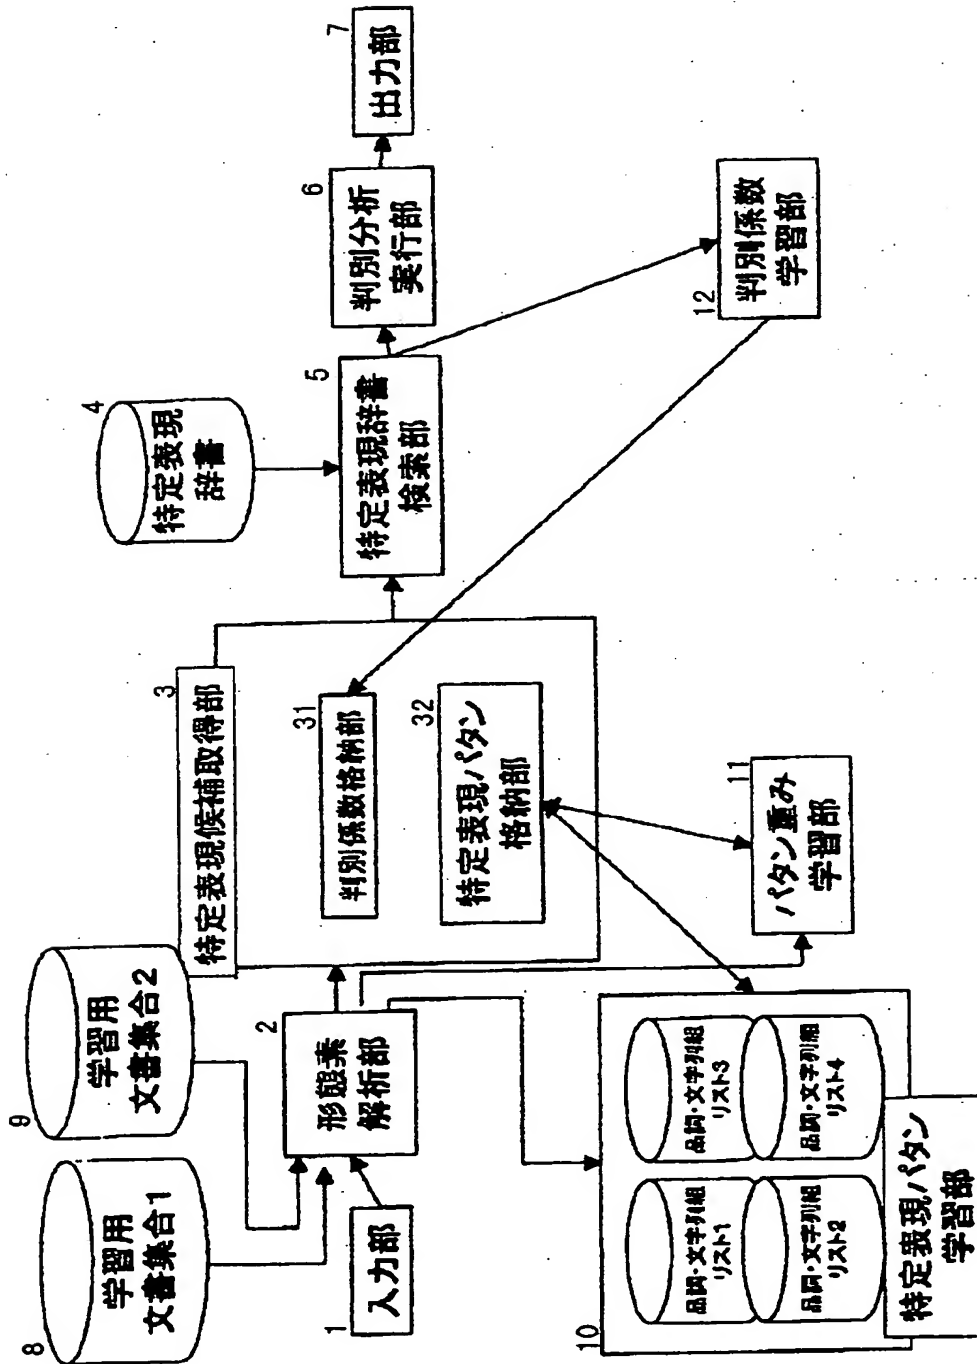 8
学習用
文書集合1
9
学習用
文書集合2
1
入力部
2
形態素
解析部
3
特定表現候補取得部
31
判別係数格納部
32
特定表現パタン
格納部
4
特定表現
辞書
5
特定表現辞書
検索部
6
判別分析
実行部
7
出力部
10
品詞・文字列組
リスト1
品詞・文字列組
リスト2
品詞・文字列組
リスト3
品詞・文字列組
リスト4
特定表現パタン
学習部
11
パタン重み
学習部
12
判別係数
学習部